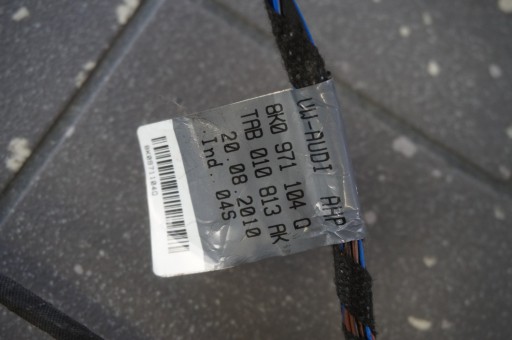 VW-AUDI AHP
8K0 971 104 Q
TAB 010 813 AK
20.08.2010
Ind. 04S